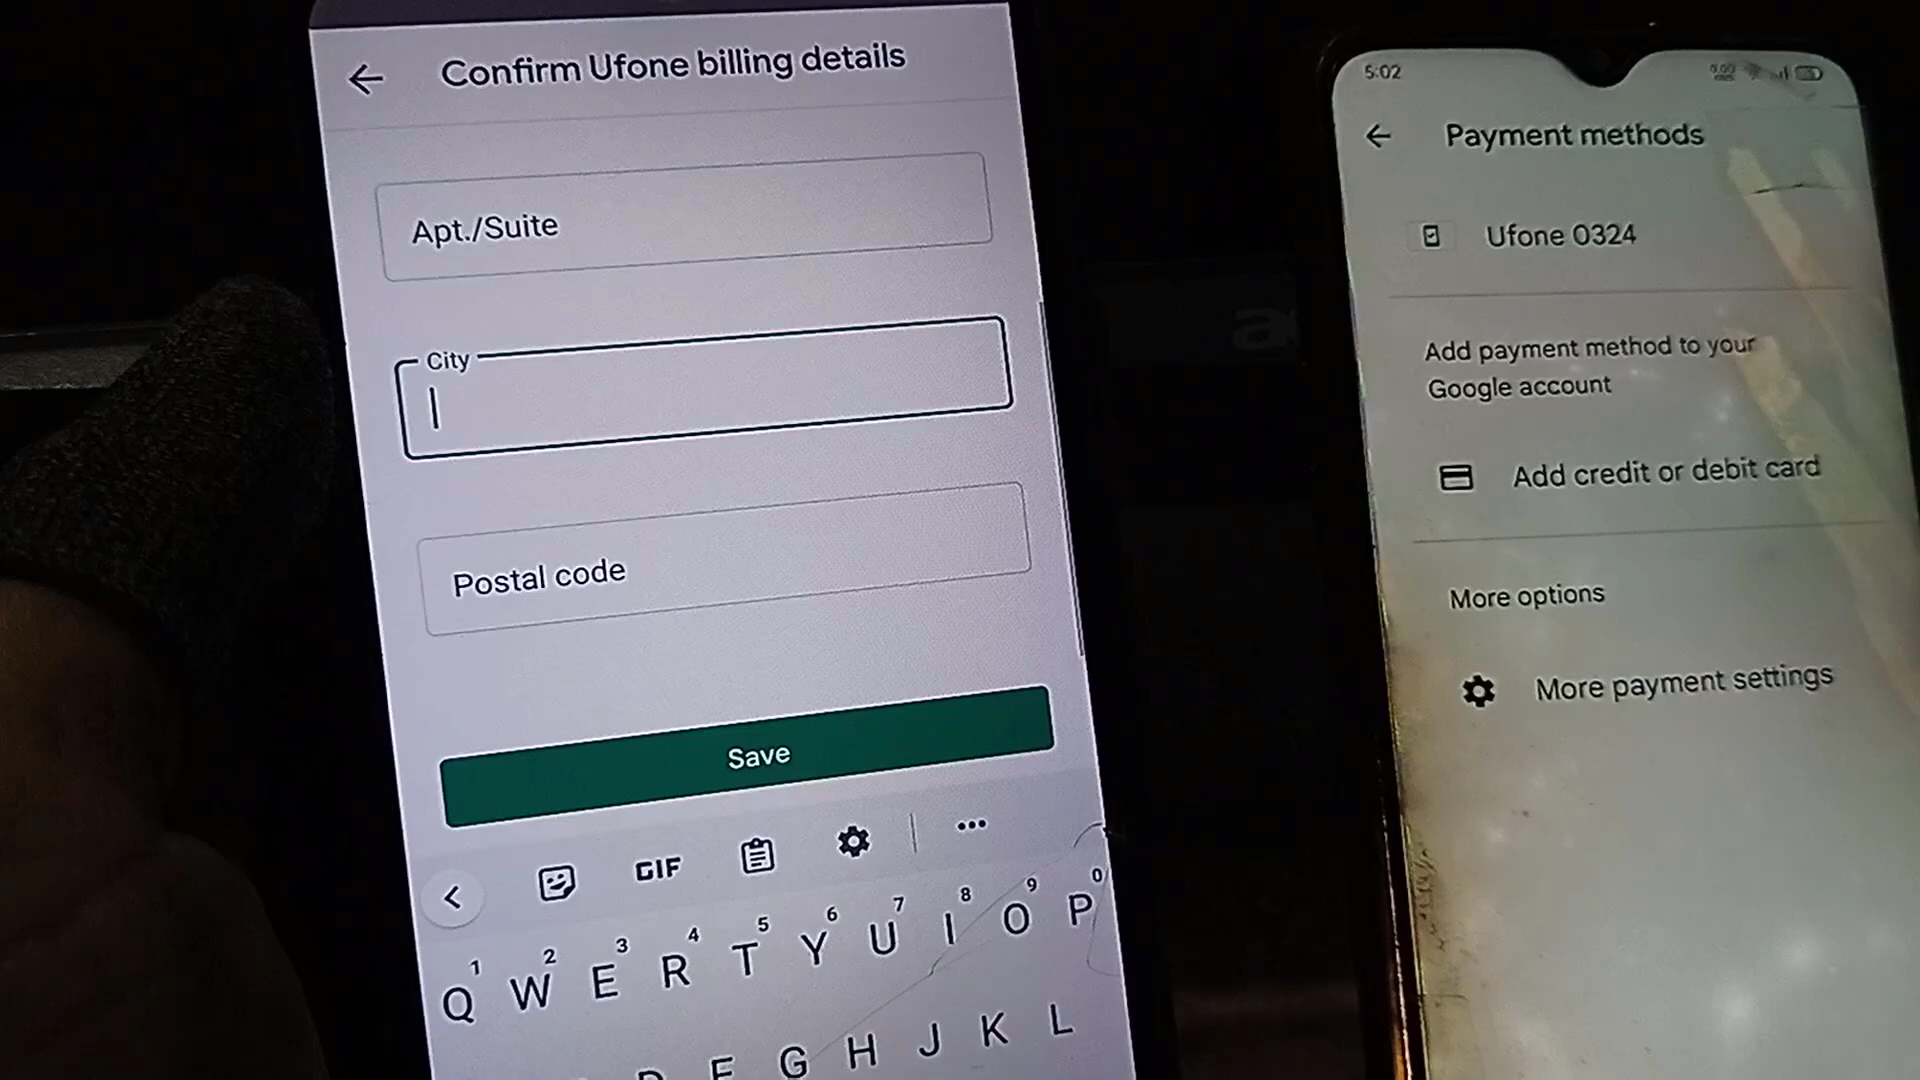 Confirm Ufone billing details
Apt./Suite
City
Postal code
Save
GIF
1 2 3 4 5 6 7 8 9 0
Q W E R T Y U I O P
D F G H J K L
5:02
Payment methods
Ufone 0324
Add payment method to your
Google account
Add credit or debit card
More options
More payment settings